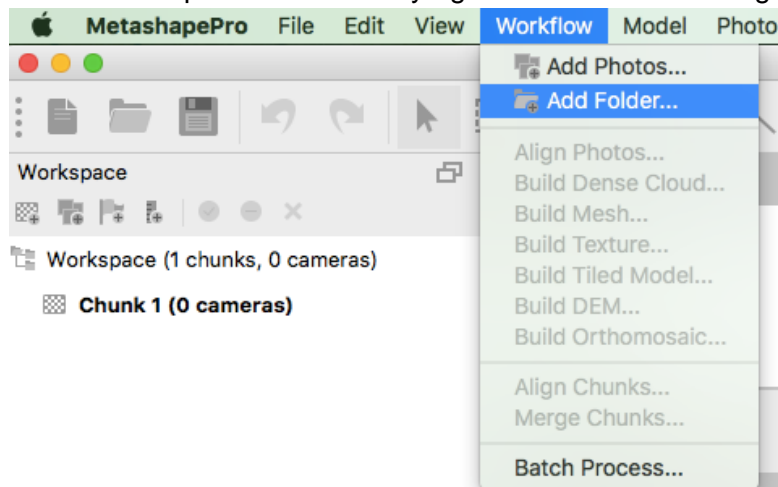 MetashapePro File Edit View Workflow Model Photo
Add Photos...
Add Folder...
Workspace
Align Photos...
Build Dense Cloud...
Build Mesh...
Build Texture...
Workspace (1 chunks, 0 cameras)
Build Tiled Model...
Chunk 1 (0 cameras)
Build DEM...
Build Orthomosaic...
Align Chunks...
Merge Chunks...
Batch Process...